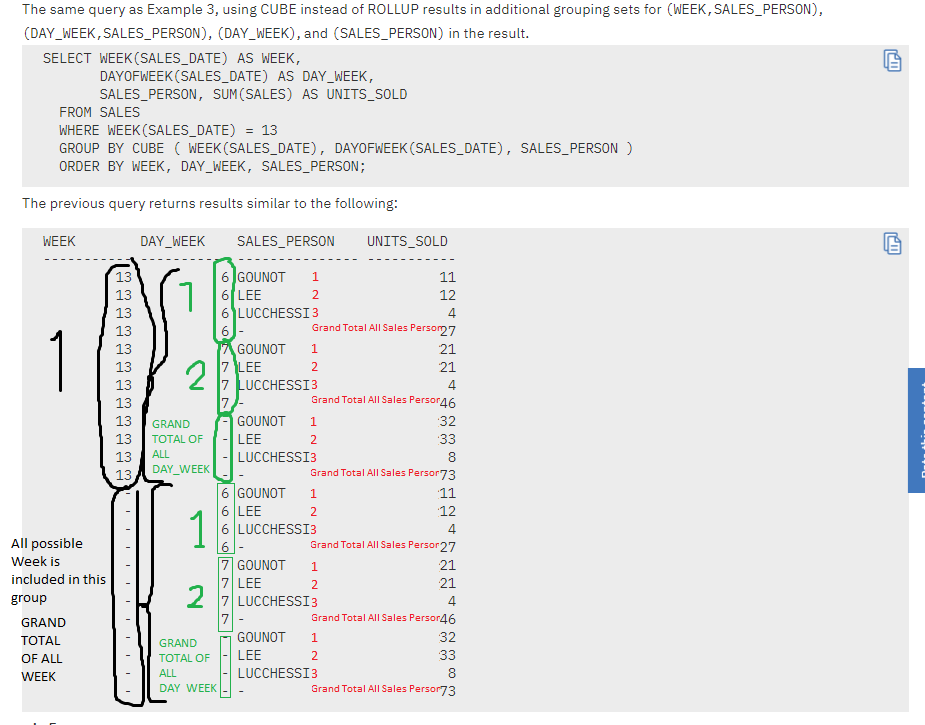 The same query as Example 3, using CUBE instead of ROLLUP results in additional grouping sets for (WEEK,SALES_PERSON),
(DAY_WEEK,SALES_PERSON), (DAY_WEEK), and (SALES_PERSON) in the result.
SELECT WEEK(SALES_DATE) AS WEEK,
DAYOFWEEK(SALES_DATE) AS DAY_WEEK,
SALES_PERSON, SUM(SALES) AS UNITS_SOLD
FROM SALES
WHERE WEEK(SALES_DATE) = 13
GROUP BY CUBE ( WEEK(SALES_DATE), DAYOFWEEK(SALES_DATE), SALES_PERSON )
ORDER BY WEEK, DAY_WEEK, SALES_PERSON;
The previous query returns results similar to the following:
WEEK DAY_WEEK SALES_PERSON UNITS_SOLD
13 6 GOUNOT 1 11
13 6 LEE 2 12
13 6 LUCCHESSI 3 4
13 6 - Grand Total All Sales Person 27
13 7 GOUNOT 1 21
13 7 LEE 2 21
13 7 LUCCHESSI 3 4
13 7 - Grand Total All Sales Person 46
13 - GOUNOT 1 32
13 - LEE 2 33
13 - LUCCHESSI 3 8
13 - - Grand Total All Sales Person 73
- 6 GOUNOT 1 11
- 6 LEE 2 12
- 6 LUCCHESSI 3 4
- 6 - Grand Total All Sales Person 27
- 7 GOUNOT 1 21
- 7 LEE 2 21
- 7 LUCCHESSI 3 4
- 7 - Grand Total All Sales Person 46
- - GOUNOT 1 32
- - LEE 2 33
- - LUCCHESSI 3 8
- - - Grand Total All Sales Person 73
1
1
2
GRAND
TOTAL OF
ALL
DAY_WEEK
1
2
GRAND
TOTAL OF
ALL
DAY_WEEK
All possible
Week is
included in this
group
GRAND
TOTAL
OF ALL
WEEK